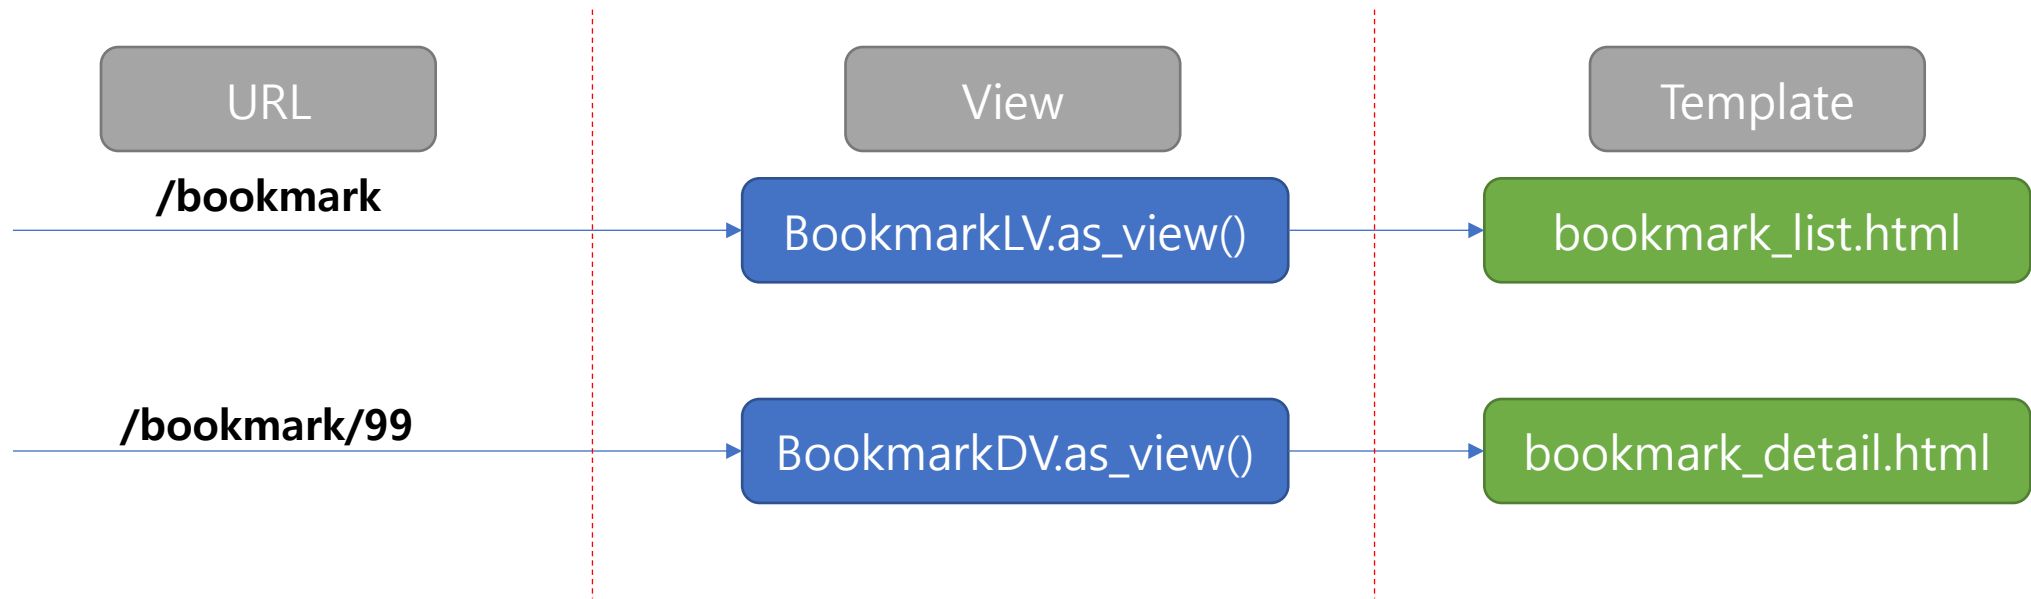 URL
View
Template
/bookmark
BookmarkLV.as_view()
bookmark_list.html
/bookmark/99
BookmarkDV.as_view()
bookmark_detail.html